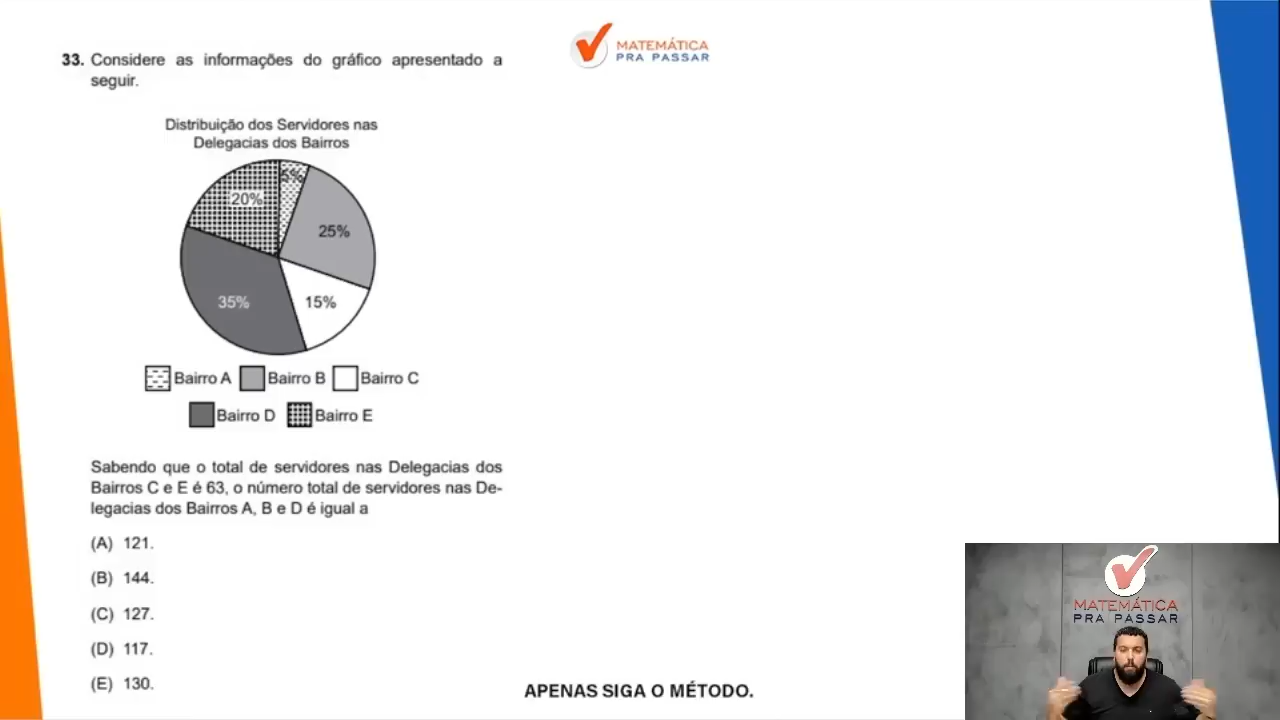 MATEMÁTICA
PRA PASSAR
33. Considere as informações do gráfico apresentado a
seguir.
Distribuição dos Servidores nas
Delegacias dos Bairros
5%
20%
25%
35%
15%
Bairro A Bairro B Bairro C
Bairro D Bairro E
Sabendo que o total de servidores nas Delegacias dos
Bairros C e E é 63, o número total de servidores nas De-
legacias dos Bairros A, B e D é igual a
(A) 121.
(B) 144.
(C) 127.
(D) 117.
(E) 130.
APENAS SIGA O MÉTODO.
MATEMÁTICA
PRA PASSAR